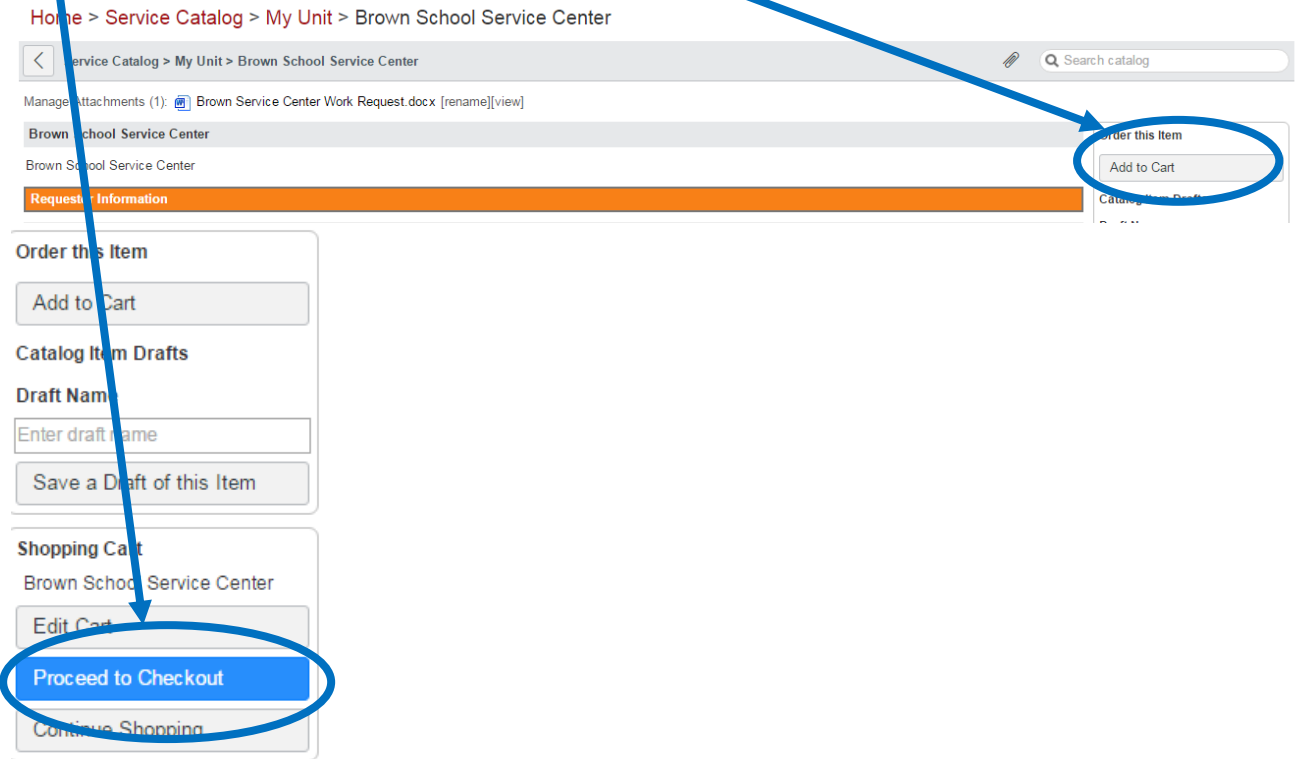 Home > Service Catalog > My Unit > Brown School Service Center
Service Catalog > My Unit > Brown School Service Center
Search catalog
Manage Attachments (1): Brown Service Center Work Request.docx [rename][view]
Brown School Service Center
Order this Item
Brown School Service Center
Add to Cart
Requester Information
Catalog Item Drafts
Order this Item
Add to Cart
Catalog Item Drafts
Draft Name
Enter draft name
Save a Draft of this Item
Shopping Cart
Brown School Service Center
Edit Cart
Proceed to Checkout
Continue Shopping